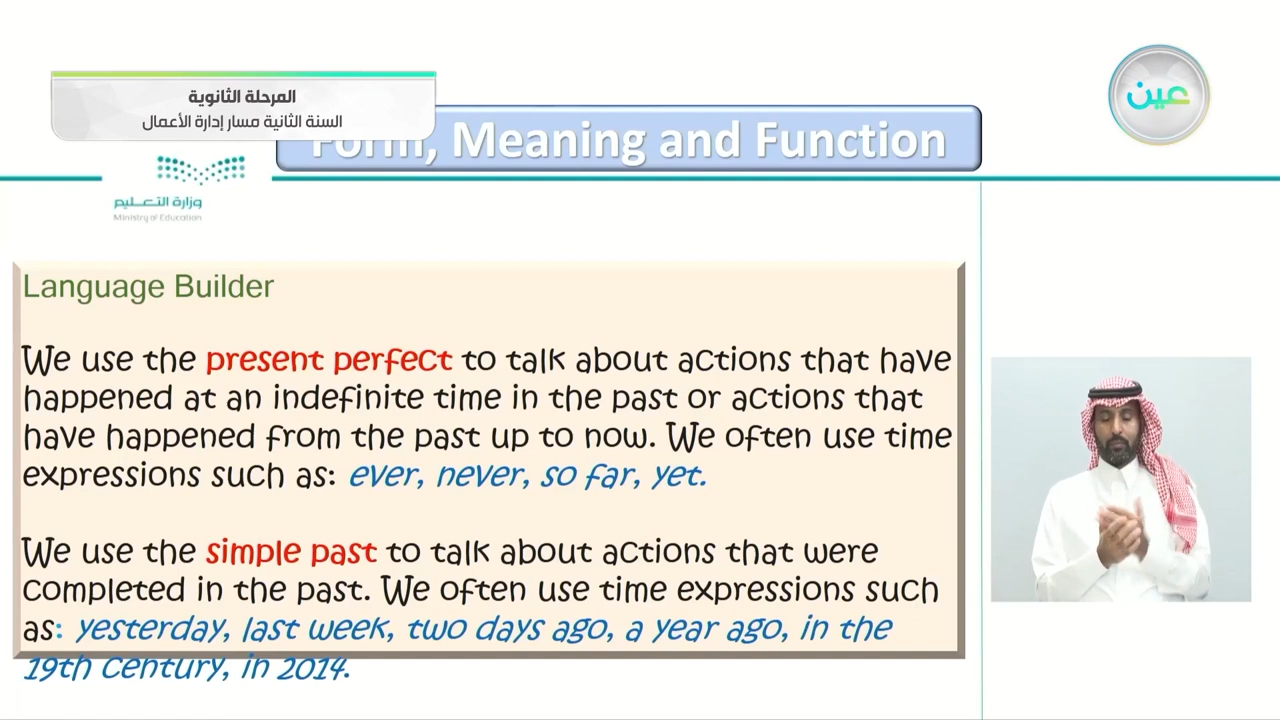 المرحلة الثانوية
السنة الثانية مسار إدارة الأعمال
عين
Form, Meaning and Function
وزارة التعليم
Ministry of Education
Language Builder
We use the present perfect to talk about actions that have
happened at an indefinite time in the past or actions that
have happened from the past up to now. We often use time
expressions such as: ever, never, so far, yet.
We use the simple past to talk about actions that were
completed in the past. We often use time expressions such
as: yesterday, last week, two days ago, a year ago, in the
19th century, in 2014.